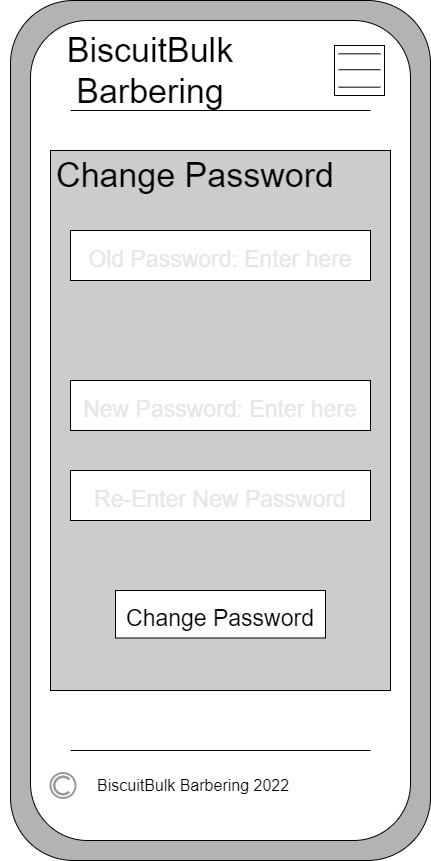 BiscuitBulk
Barbering
Change Password
Old Password: Enter here
New Password: Enter here
Re-Enter New Password
Change Password
© BiscuitBulk Barbering 2022